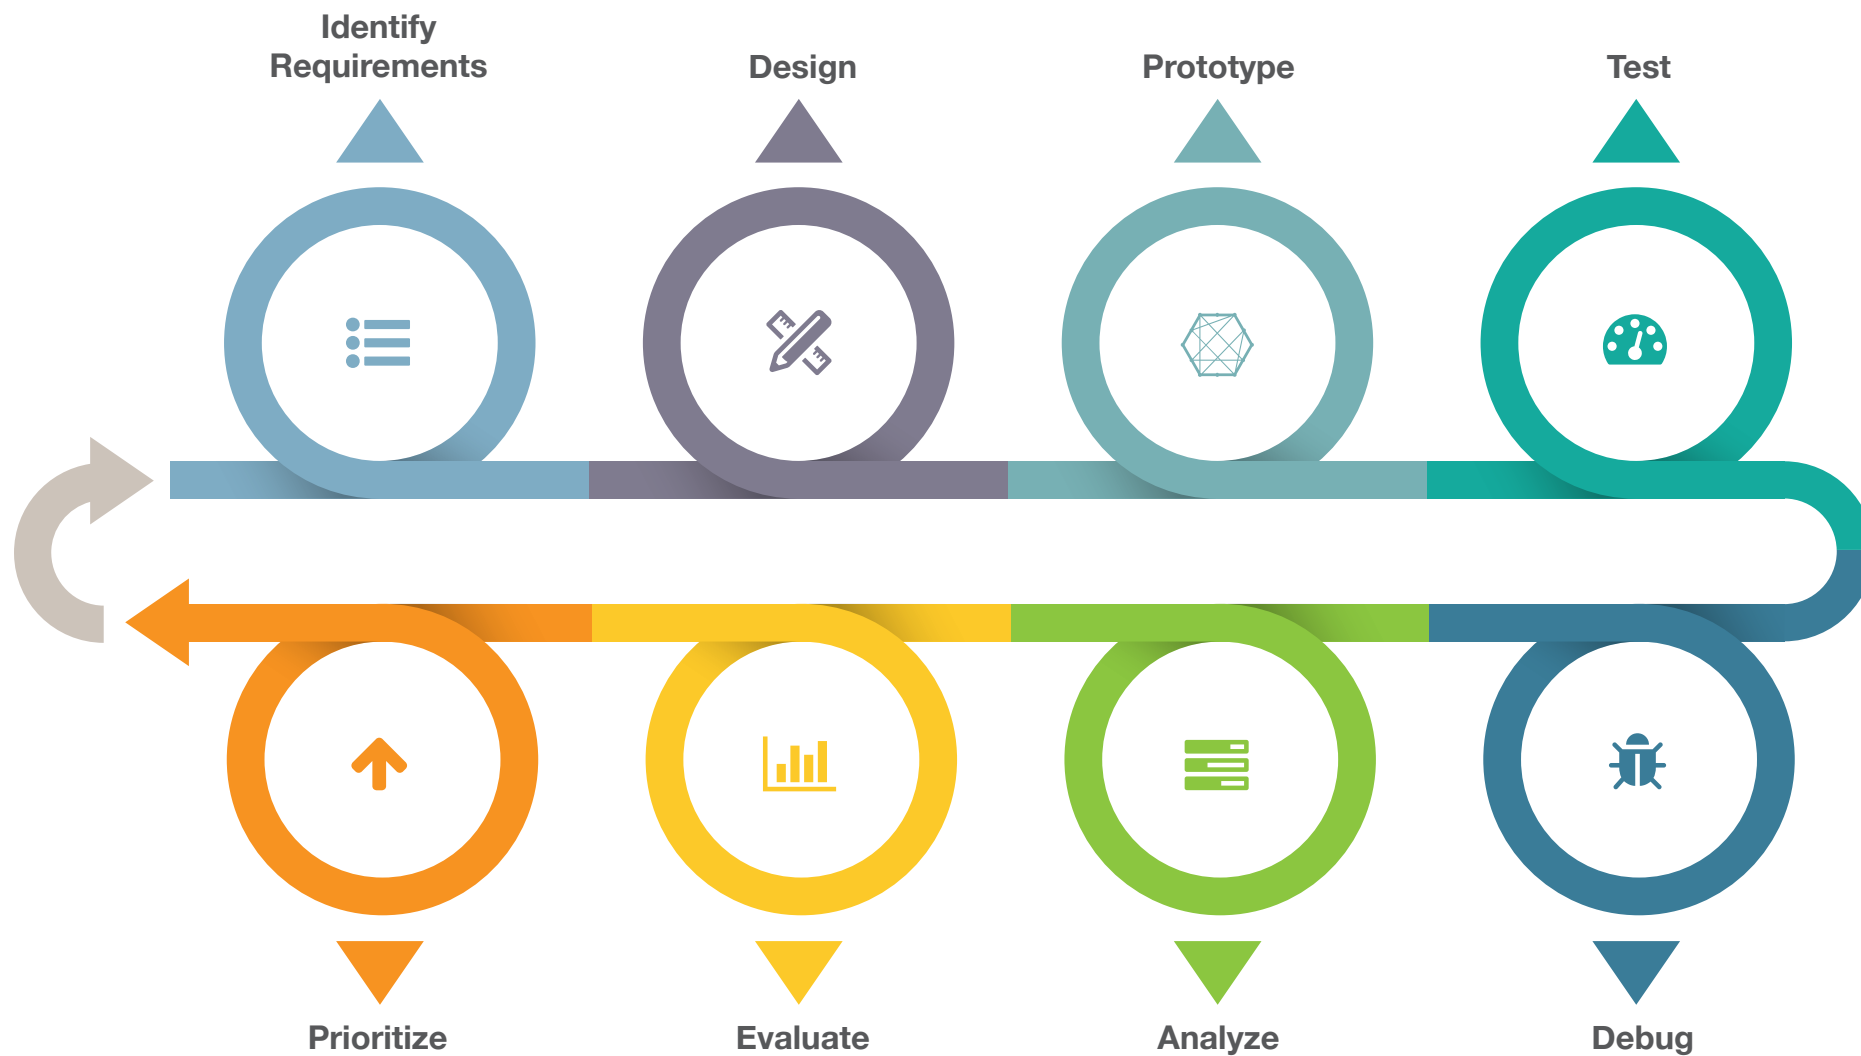 Identify
Requirements
Design
Prototype
Test
Prioritize
Evaluate
Analyze
Debug